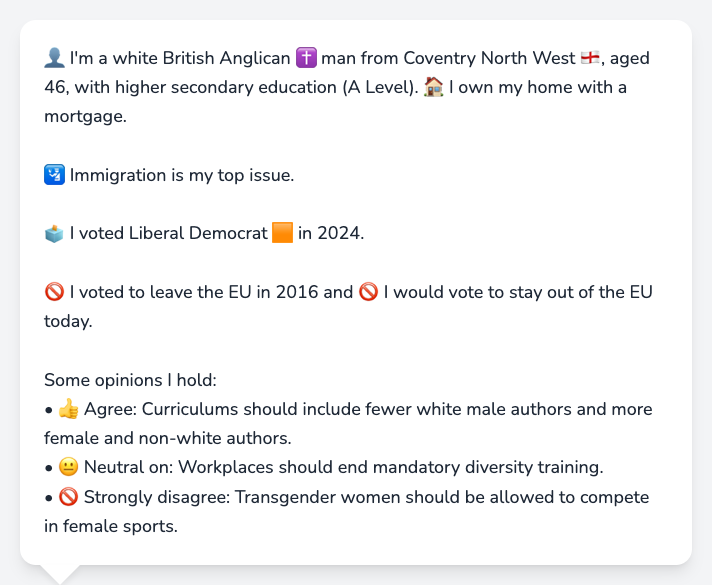 👤 I'm a white British Anglican ✝️ man from Coventry North West 🏴󠁧󠁢󠁥󠁮󠁧󠁿, aged
46, with higher secondary education (A Level). 🏠 I own my home with a
mortgage.
🛂 Immigration is my top issue.
🗳️ I voted Liberal Democrat 🟧 in 2024.
🚫 I voted to leave the EU in 2016 and 🚫 I would vote to stay out of the EU
today.
Some opinions I hold:
• 👍 Agree: Curriculums should include fewer white male authors and more
female and non-white authors.
• 😐 Neutral on: Workplaces should end mandatory diversity training.
• 🚫 Strongly disagree: Transgender women should be allowed to compete
in female sports.